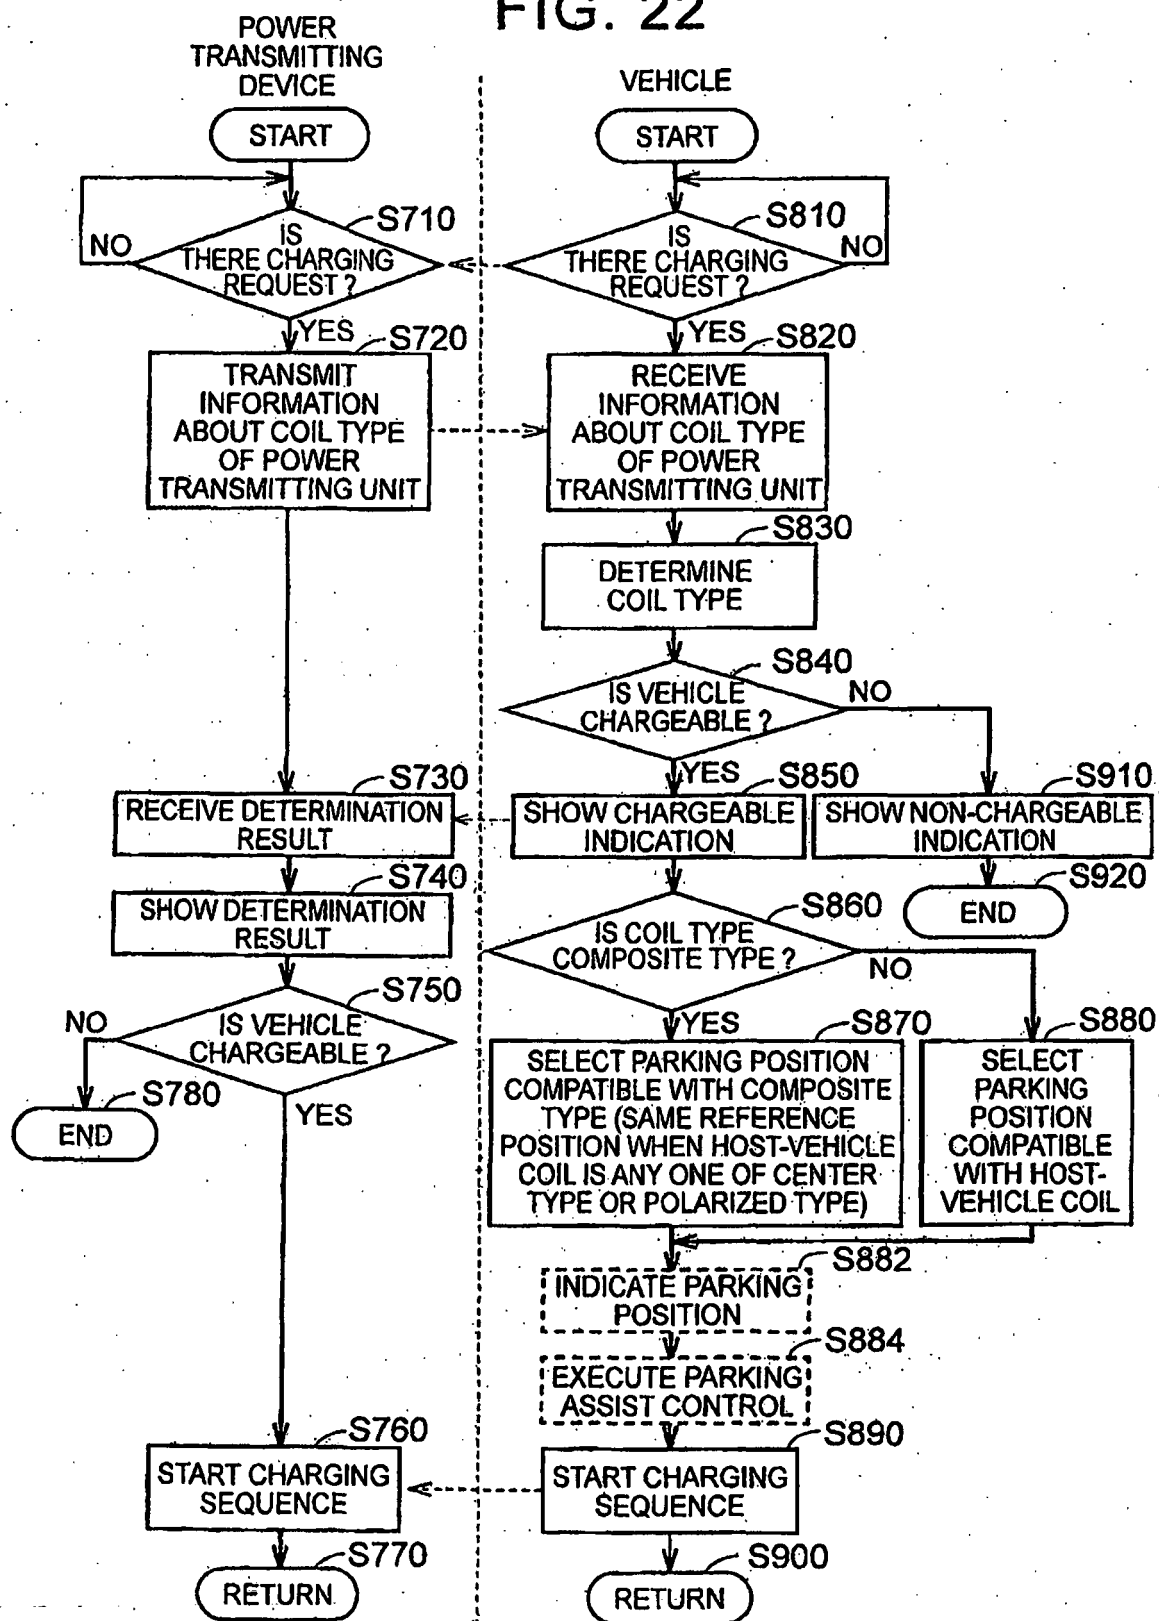 FIG. 22
POWER
TRANSMITTING
DEVICE
START
S710
IS
THERE CHARGING
REQUEST ?
NO
YES
S720
TRANSMIT
INFORMATION
ABOUT COIL TYPE
OF POWER
TRANSMITTING UNIT
S730
RECEIVE DETERMINATION
RESULT
S740
SHOW DETERMINATION
RESULT
S750
NO
IS VEHICLE
CHARGEABLE ?
S780
END
YES
S760
START CHARGING
SEQUENCE
S770
RETURN
VEHICLE
START
S810
IS
THERE CHARGING
REQUEST ?
NO
YES
S820
RECEIVE
INFORMATION
ABOUT COIL TYPE
OF POWER
TRANSMITTING UNIT
S830
DETERMINE
COIL TYPE
S840
IS VEHICLE
CHARGEABLE ?
NO
YES
S850
SHOW CHARGEABLE
INDICATION
S910
SHOW NON-CHARGEABLE
INDICATION
S920
END
S860
IS COIL TYPE
COMPOSITE TYPE ?
NO
YES
S870
SELECT PARKING POSITION
COMPATIBLE WITH COMPOSITE
TYPE (SAME REFERENCE
POSITION WHEN HOST-VEHICLE
COIL IS ANY ONE OF CENTER
TYPE OR POLARIZED TYPE)
S880
SELECT
PARKING
POSITION
COMPATIBLE
WITH HOST-
VEHICLE COIL
S882
INDICATE PARKING
POSITION
S884
EXECUTE PARKING
ASSIST CONTROL
S890
START CHARGING
SEQUENCE
S900
RETURN